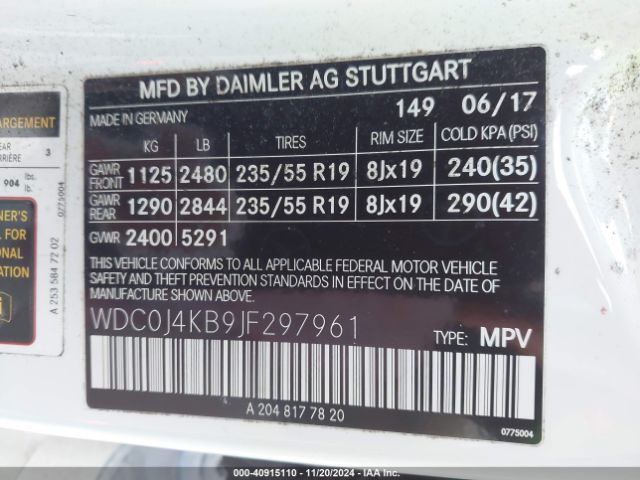 MFD BY DAIMLER AG STUTTGART
MADE IN GERMANY 149 06/17
KG LB TIRES RIM SIZE COLD KPA (PSI)
GAWR FRONT 1125 2480 235/55 R19 8Jx19 240(35)
GAWR REAR 1290 2844 235/55 R19 8Jx19 290(42)
GVWR 2400 5291
THIS VEHICLE CONFORMS TO ALL APPLICABLE FEDERAL MOTOR VEHICLE
SAFETY AND THEFT PREVENTION STANDARDS IN EFFECT ON THE DATE OF
MANUFACTURE SHOWN ABOVE.
WDC0J4KB9JF297961 TYPE: MPV
A 204 817 78 20
0775004
ARGEMENT
3
904 lbs.
lb.
0775004
NER'S
L FOR
ONAL
MATION
A 253 584 72 02
000-40915110 - 11/20/2024 - IAA Inc.